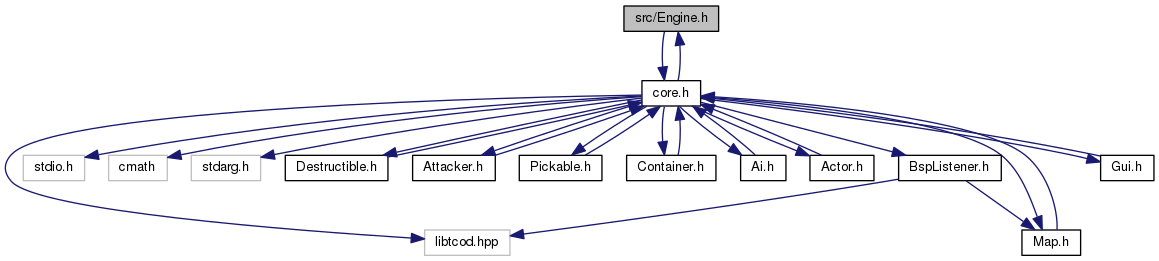 src/Engine.h
core.h
stdio.h
cmath
stdarg.h
Destructible.h
Attacker.h
Pickable.h
Container.h
Ai.h
Actor.h
BspListener.h
Gui.h
libtcod.hpp
Map.h